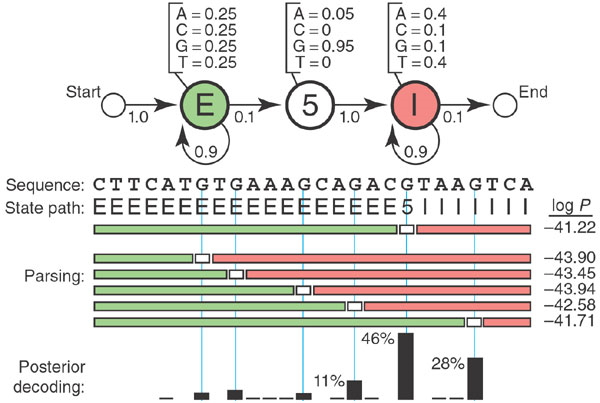 A = 0.25 A = 0.05 A = 0.4
C = 0.25 C = 0 C = 0.1
G = 0.25 G = 0.95 G = 0.1
T = 0.25 T = 0 T = 0.4
Start E 5 I End
1.0 0.1 1.0 0.1
0.9 0.9
Sequence: C T T C A T G T G A A A G C A G A C G T A A G T C A
State path: E E E E E E E E E E E E E E E E E E 5 I I I I I I I log P
−41.22
−43.90
Parsing: −43.45
−43.94
−42.58
−41.71
46%
Posterior 11% 28%
decoding: